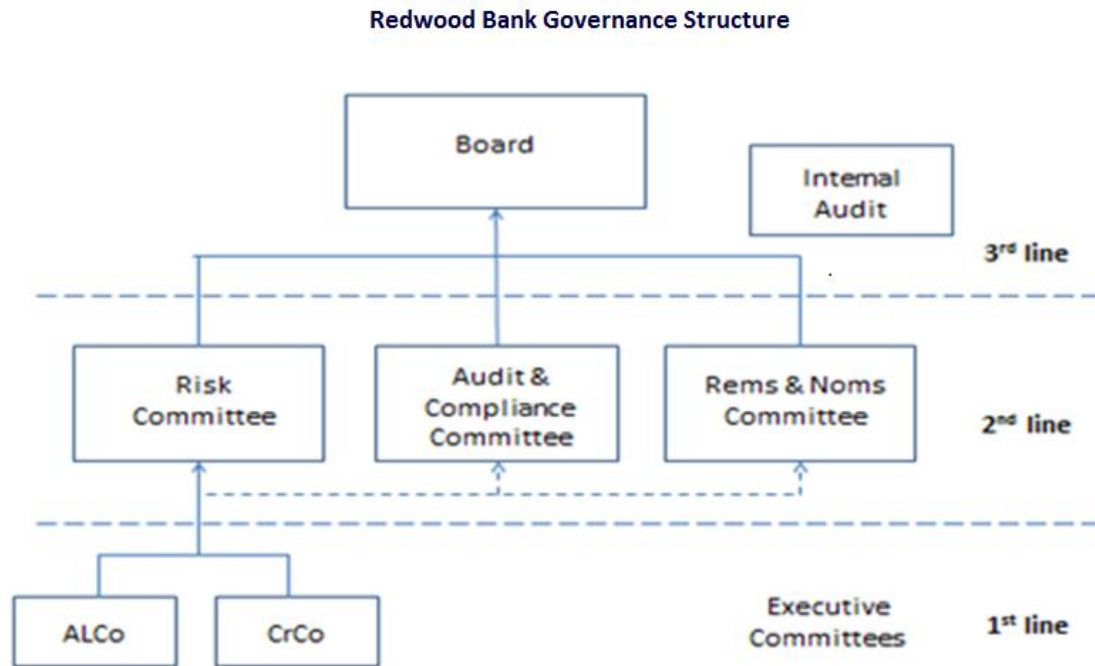 Redwood Bank Governance Structure
Board
Internal
Audit
3rd line
Risk
Committee
Audit &
Compliance
Committee
Rems & Noms
Committee
2nd line
ALCo
CrCo
Executive
Committees
1st line